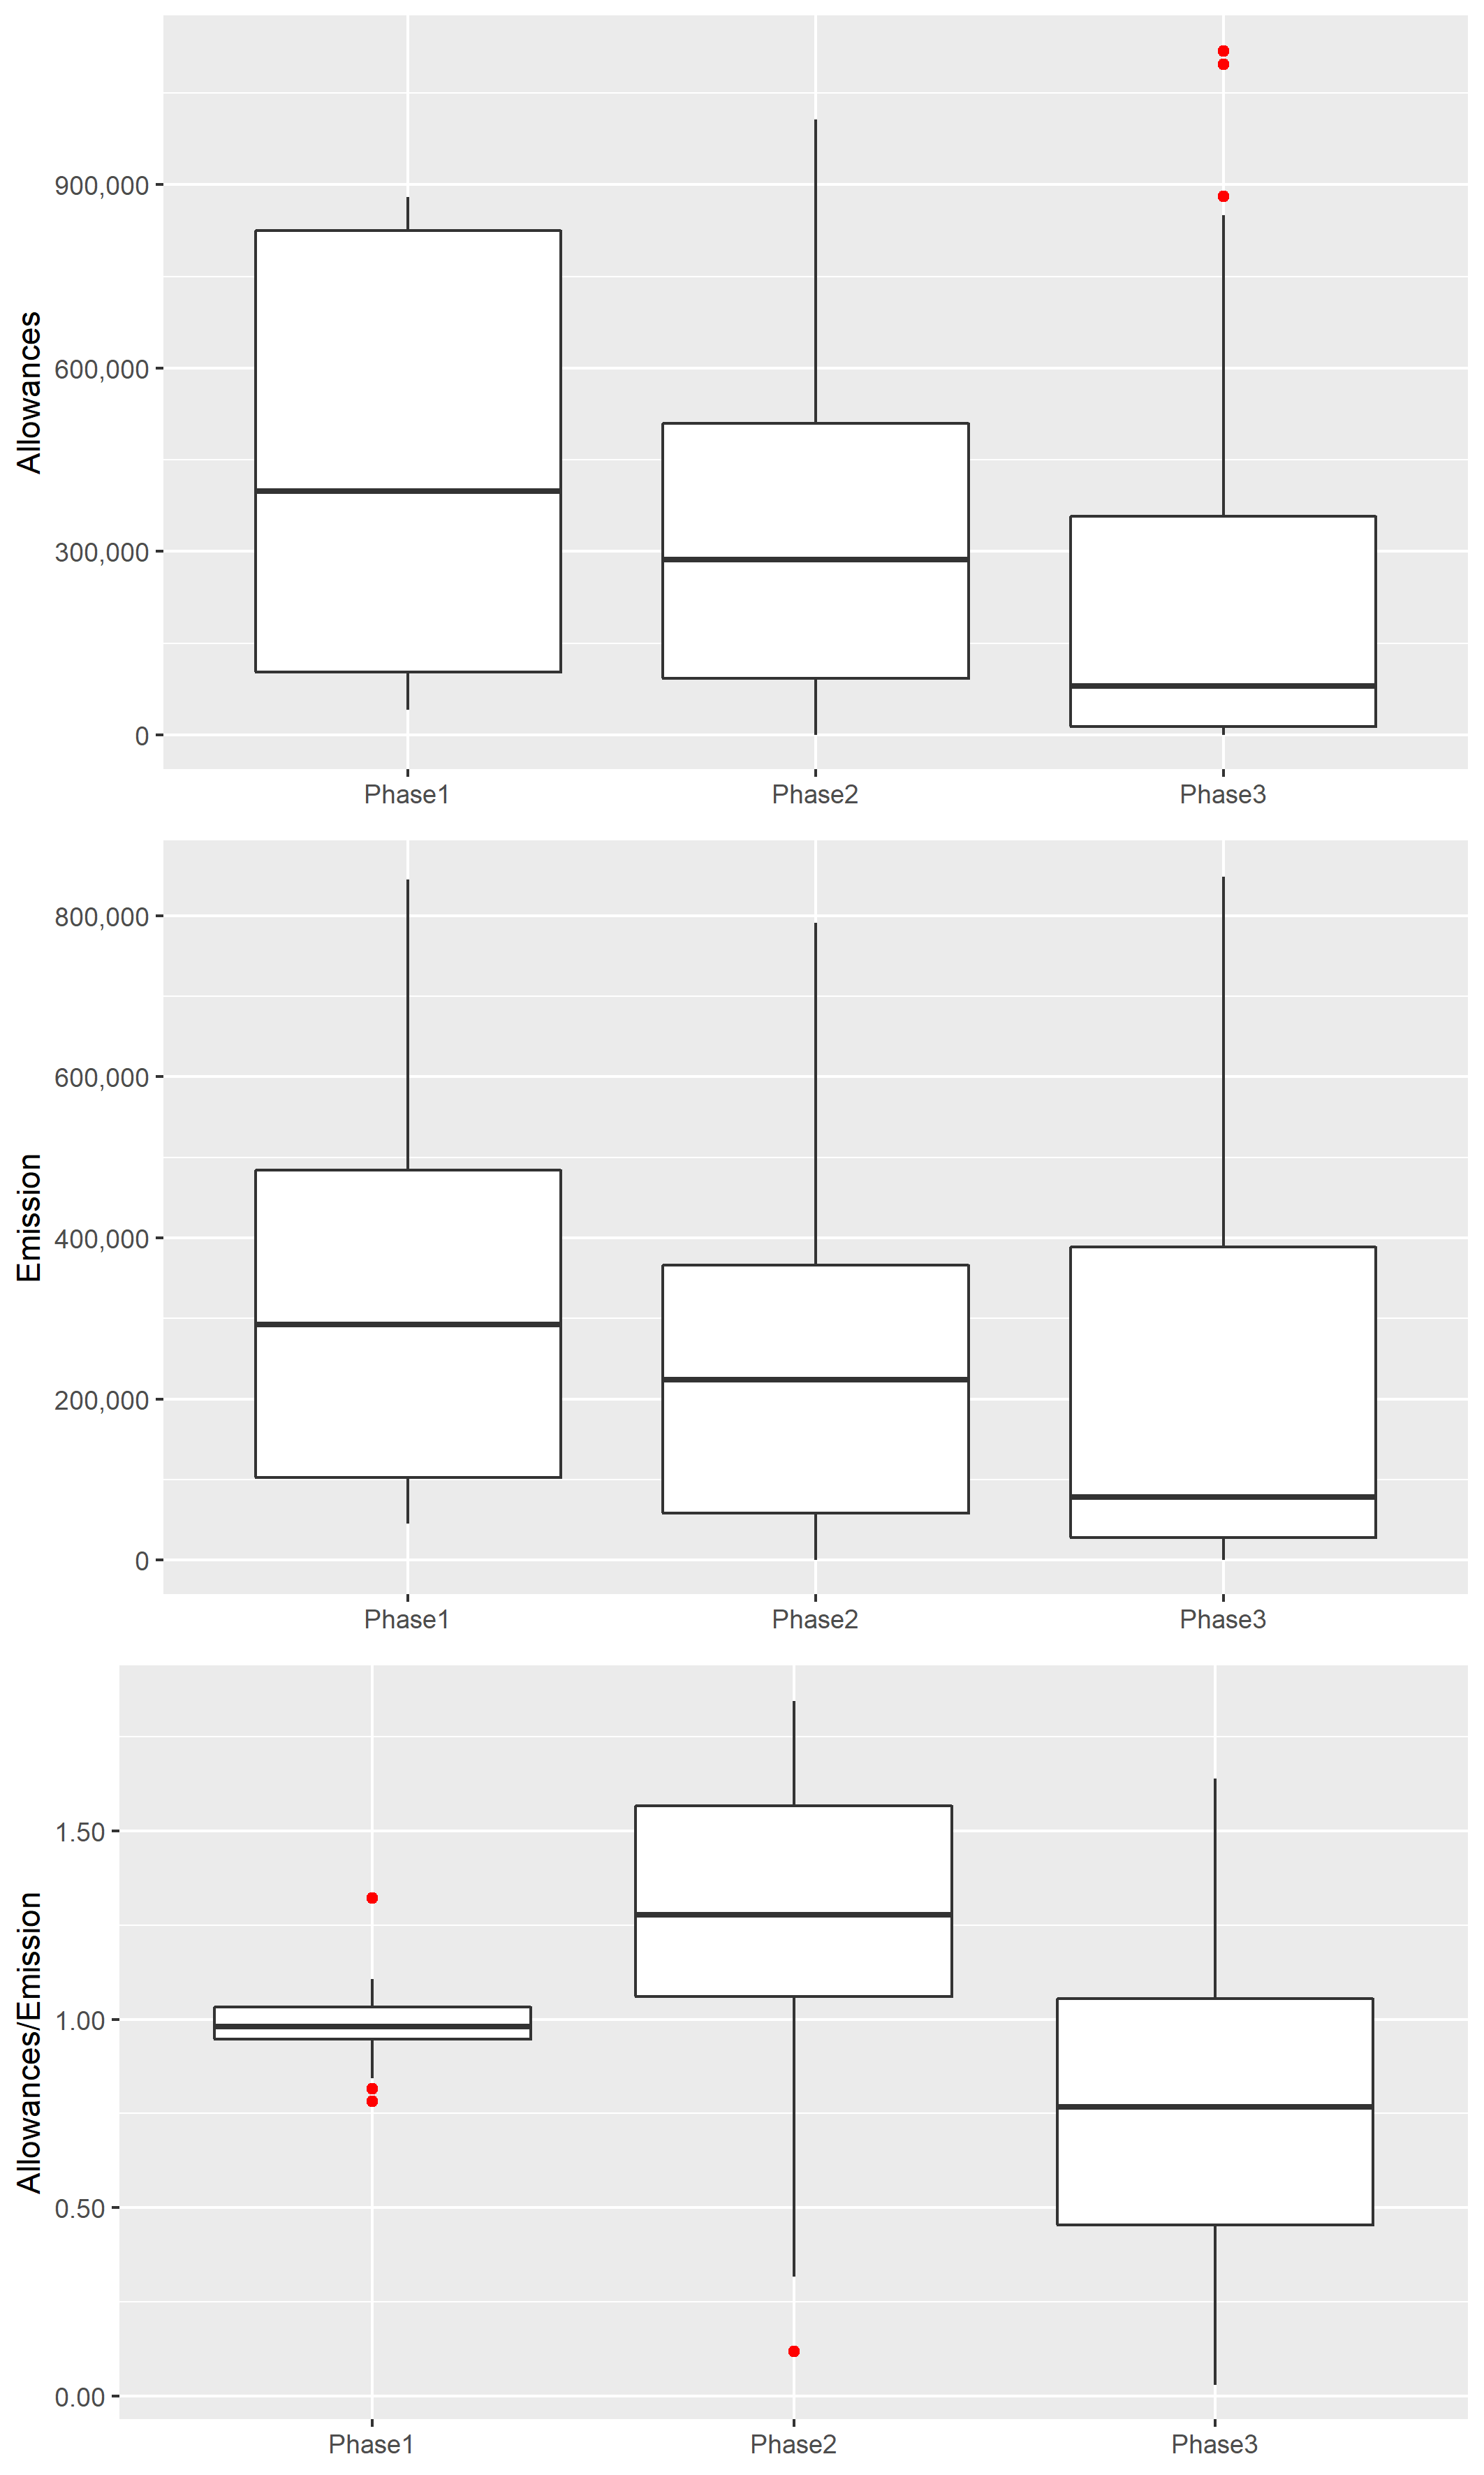 Allowances
900,000
600,000
300,000
0
Phase1 Phase2 Phase3
Emission
800,000
600,000
400,000
200,000
0
Phase1 Phase2 Phase3
Allowances/Emission
1.50
1.00
0.50
0.00
Phase1 Phase2 Phase3